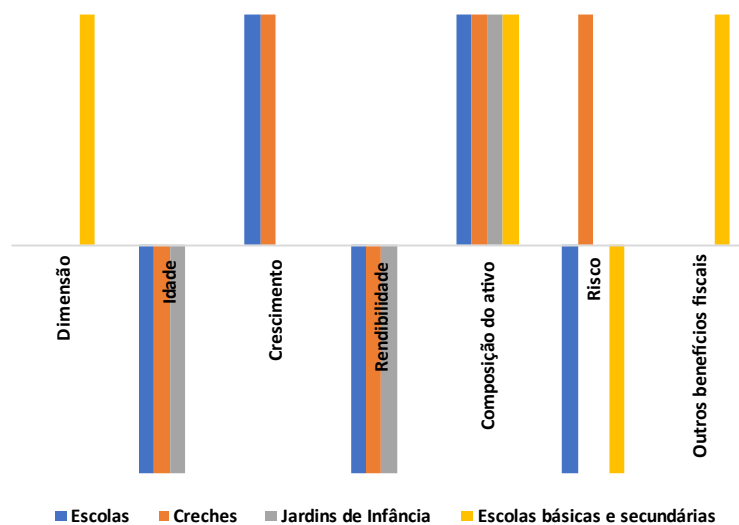 Dimensão
Idade
Crescimento
Rendibilidade
Composição do ativo
Risco
Outros benefícios fiscais
Escolas
Creches
Jardins de Infância
Escolas básicas e secundárias